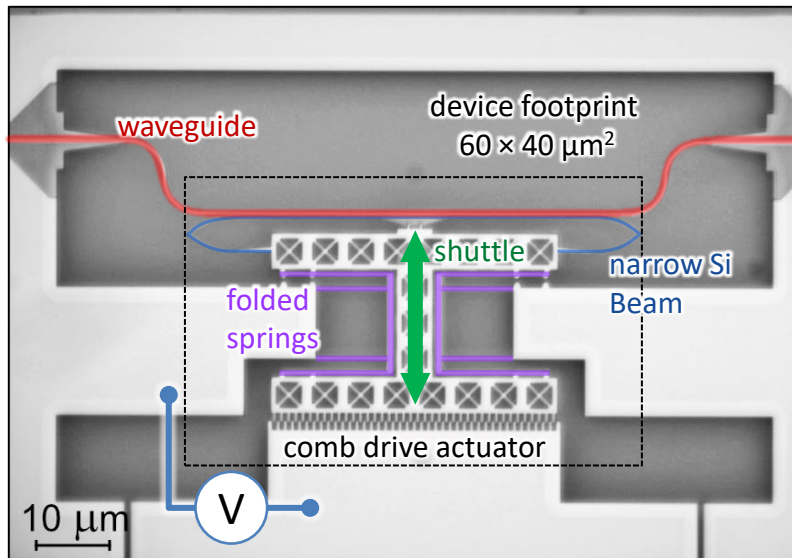 waveguide
device footprint
60 × 40 μm²
shuttle
narrow Si
Beam
folded
springs
comb drive actuator
V
10 μm